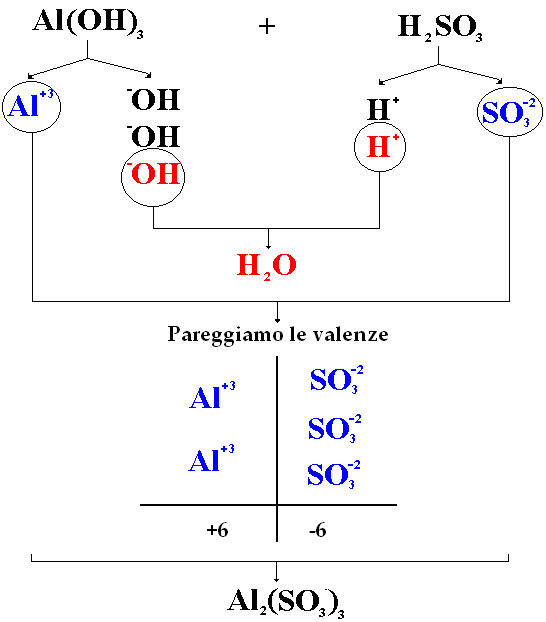 Al(OH)₃ + H₂SO₃
Al⁺³ ⁻OH H⁺ SO₃⁻²
⁻OH H⁺
⁻OH
H₂O
Pareggiamo le valenze
Al⁺³ SO₃⁻²
SO₃⁻²
Al⁺³ SO₃⁻²
+6 -6
Al₂(SO₃)₃